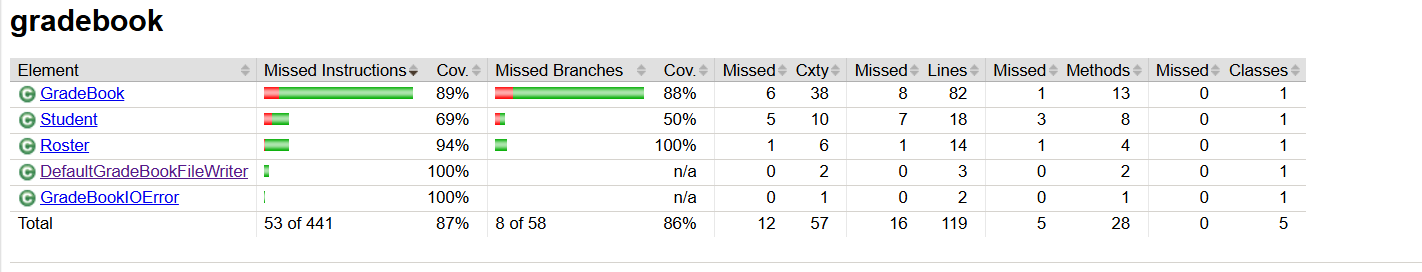 gradebook
Element Missed Instructions Cov. Missed Branches Cov. Missed Cxty Missed Lines Missed Methods Missed Classes
C GradeBook 89% 88% 6 38 8 82 1 13 0 1
C Student 69% 50% 5 10 7 18 3 8 0 1
C Roster 94% 100% 1 6 1 14 1 4 0 1
C DefaultGradeBookFileWriter 100% n/a 0 2 0 3 0 2 0 1
C GradeBookIOError 100% n/a 0 1 0 2 0 1 0 1
Total 53 of 441 87% 8 of 58 86% 12 57 16 119 5 28 0 5